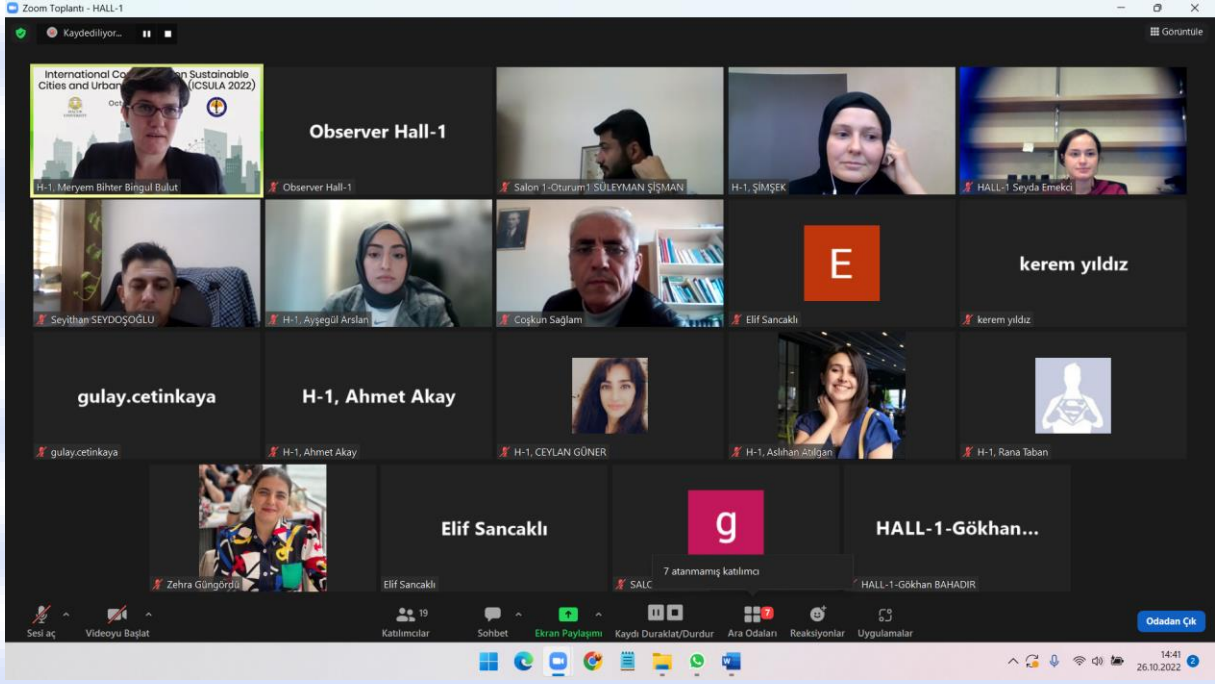 Zoom Toplantı - HALL-1
Kaydediliyor...
Görüntüle
International Co
n Sustainable
Cities and Urban
(ICSULA 2022)
Oct
H-1, Meryem Bihter Bingul Bulut
Observer Hall-1
Observer Hall-1
Salon 1-Oturum1 SÜLEYMAN ŞİŞMAN
H-1, ŞİMŞEK
HALL-1 Seyda Emekci
Seyithan SEYDOŞOĞLU
H-1, Ayşegül Arslan
Coşkun Sağlam
E
Elif Sancaklı
kerem yıldız
kerem yıldız
gulay.cetinkaya
gulay.cetinkaya
H-1, Ahmet Akay
H-1, Ahmet Akay
H-1, CEYLAN GÜNER
H-1, Aslıhan Atılgan
H-1, Rana Taban
Zehra Güngördü
Elif Sancaklı
Elif Sancaklı
g
SALO
7 atanmamış katılımcı
HALL-1-Gökhan...
HALL-1-Gökhan BAHADIR
Sesi aç
Videoyu Başlat
19
Katılımcılar
Sohbet
Ekran Paylaşımı
Kaydı Duraklat/Durdur
7
Ara Odaları
Reaksiyonlar
Uygulamalar
Odadan Çık
14:41
26.10.2022
2